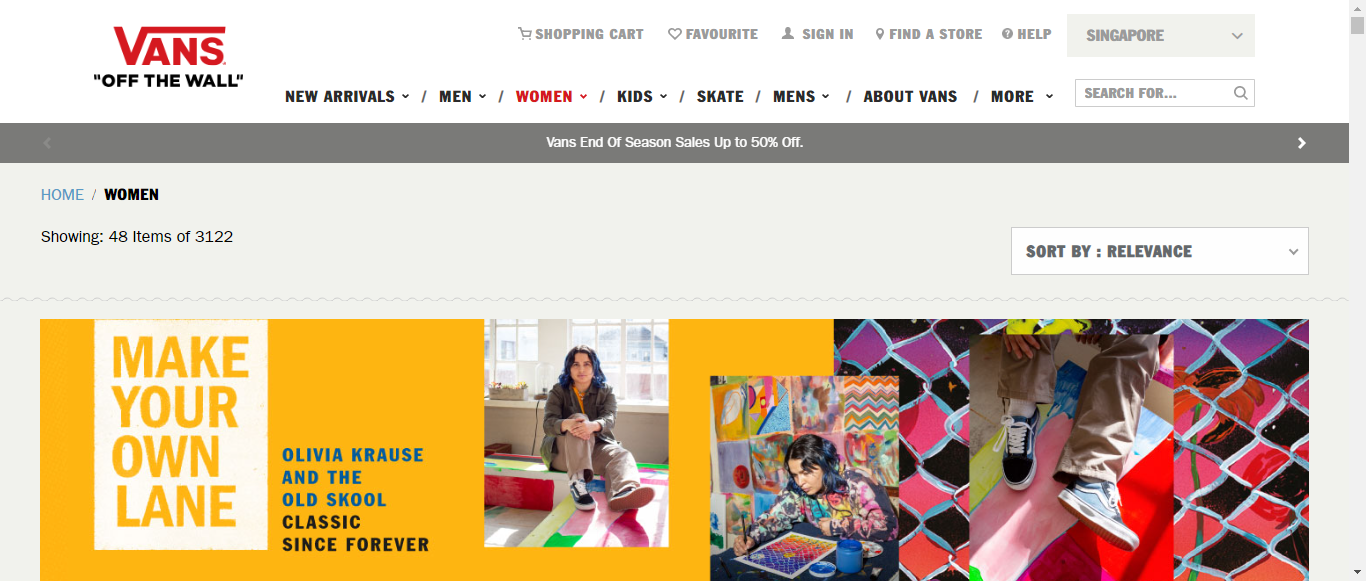 SHOPPING CART FAVOURITE SIGN IN FIND A STORE HELP SINGAPORE
VANS
"OFF THE WALL"
NEW ARRIVALS / MEN / WOMEN / KIDS / SKATE / MENS / ABOUT VANS / MORE SEARCH FOR...
Vans End Of Season Sales Up to 50% Off.
HOME / WOMEN
Showing: 48 Items of 3122
SORT BY : RELEVANCE
MAKE
YOUR
OWN
LANE
OLIVIA KRAUSE
AND THE
OLD SKOOL
CLASSIC
SINCE FOREVER